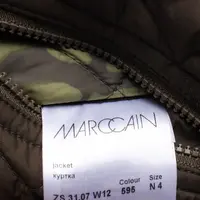 MARCCAIN
jacket
куртка
Colour Size
ZS 31.07 W12 595 N 4